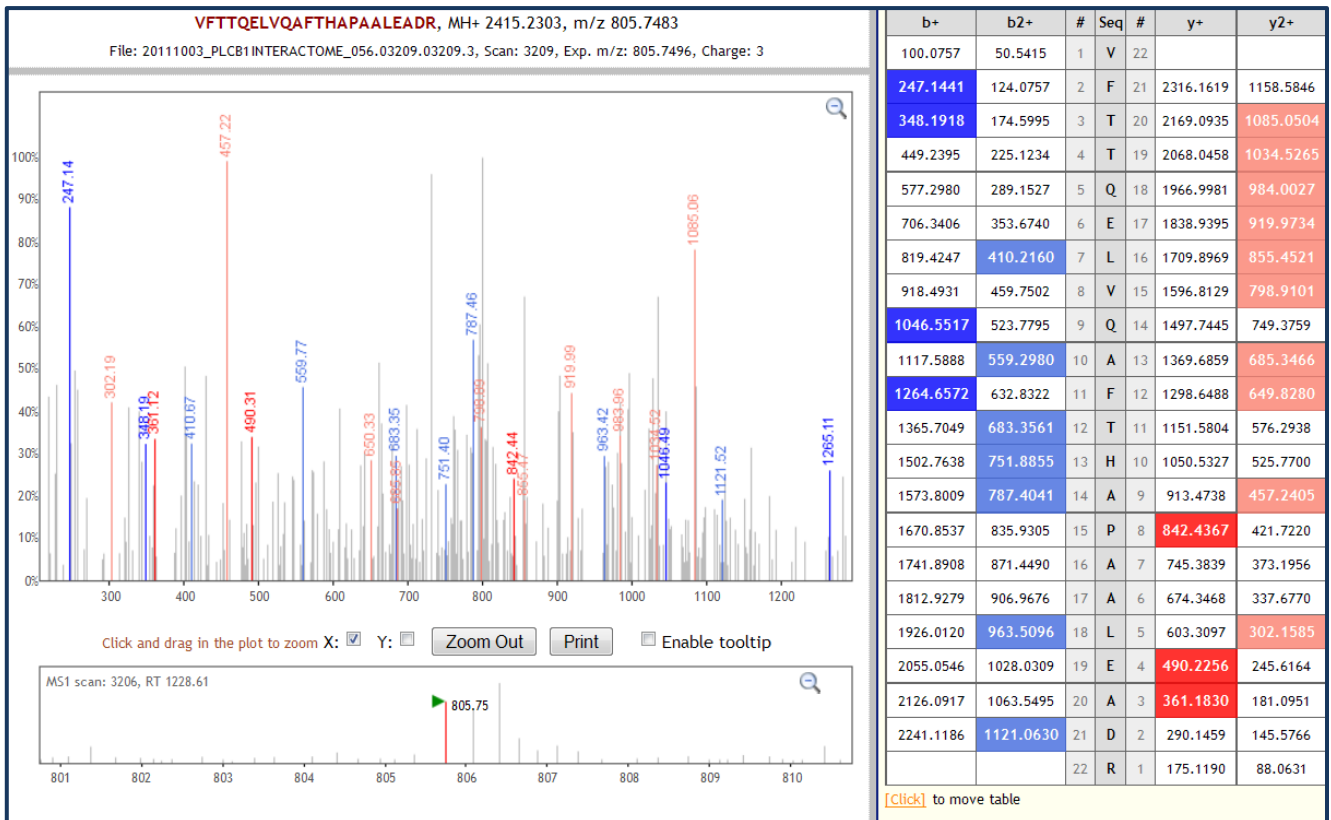 VFTTQELVQAFTHAPAALEADR, MH+ 2415.2303, m/z 805.7483
File: 20111003_PLCB1INTERACTOME_056.03209.03209.3, Scan: 3209, Exp. m/z: 805.7496, Charge: 3
100%
90%
80%
70%
60%
50%
40%
30%
20%
10%
0%
247.14
302.19
348.19
361.12
410.67
457.22
490.31
559.77
650.33
683.35
685.85
751.40
787.46
842.44
855.47
919.99
963.42
983.96
1034.52
1046.49
1085.06
1121.52
1265.11
300 400 500 600 700 800 900 1000 1100 1200
Click and drag in the plot to zoom X: Y: Zoom Out Print Enable tooltip
MS1 scan: 3206, RT 1228.61
805.75
801 802 803 804 805 806 807 808 809 810
b+ b2+ # Seq # y+ y2+
100.0757 50.5415 1 V 22
247.1441 124.0757 2 F 21 2316.1619 1158.5846
348.1918 174.5995 3 T 20 2169.0935 1085.0504
449.2395 225.1234 4 T 19 2068.0458 1034.5265
577.2980 289.1527 5 Q 18 1966.9981 984.0027
706.3406 353.6740 6 E 17 1838.9395 919.9734
819.4247 410.2160 7 L 16 1709.8969 855.4521
918.4931 459.7502 8 V 15 1596.8129 798.9101
1046.5517 523.7795 9 Q 14 1497.7445 749.3759
1117.5888 559.2980 10 A 13 1369.6859 685.3466
1264.6572 632.8322 11 F 12 1298.6488 649.8280
1365.7049 683.3561 12 T 11 1151.5804 576.2938
1502.7638 751.8855 13 H 10 1050.5327 525.7700
1573.8009 787.4041 14 A 9 913.4738 457.2405
1670.8537 835.9305 15 P 8 842.4367 421.7220
1741.8908 871.4490 16 A 7 745.3839 373.1956
1812.9279 906.9676 17 A 6 674.3468 337.6770
1926.0120 963.5096 18 L 5 603.3097 302.1585
2055.0546 1028.0309 19 E 4 490.2256 245.6164
2126.0917 1063.5495 20 A 3 361.1830 181.0951
2241.1186 1121.0630 21 D 2 290.1459 145.5766
22 R 1 175.1190 88.0631
[Click] to move table